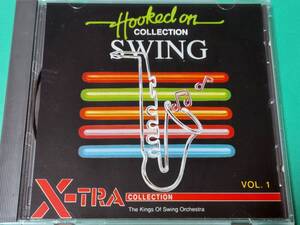 Hooked on
COLLECTION
SWING
X-TRA COLLECTION
VOL. 1
The Kings Of Swing Orchestra